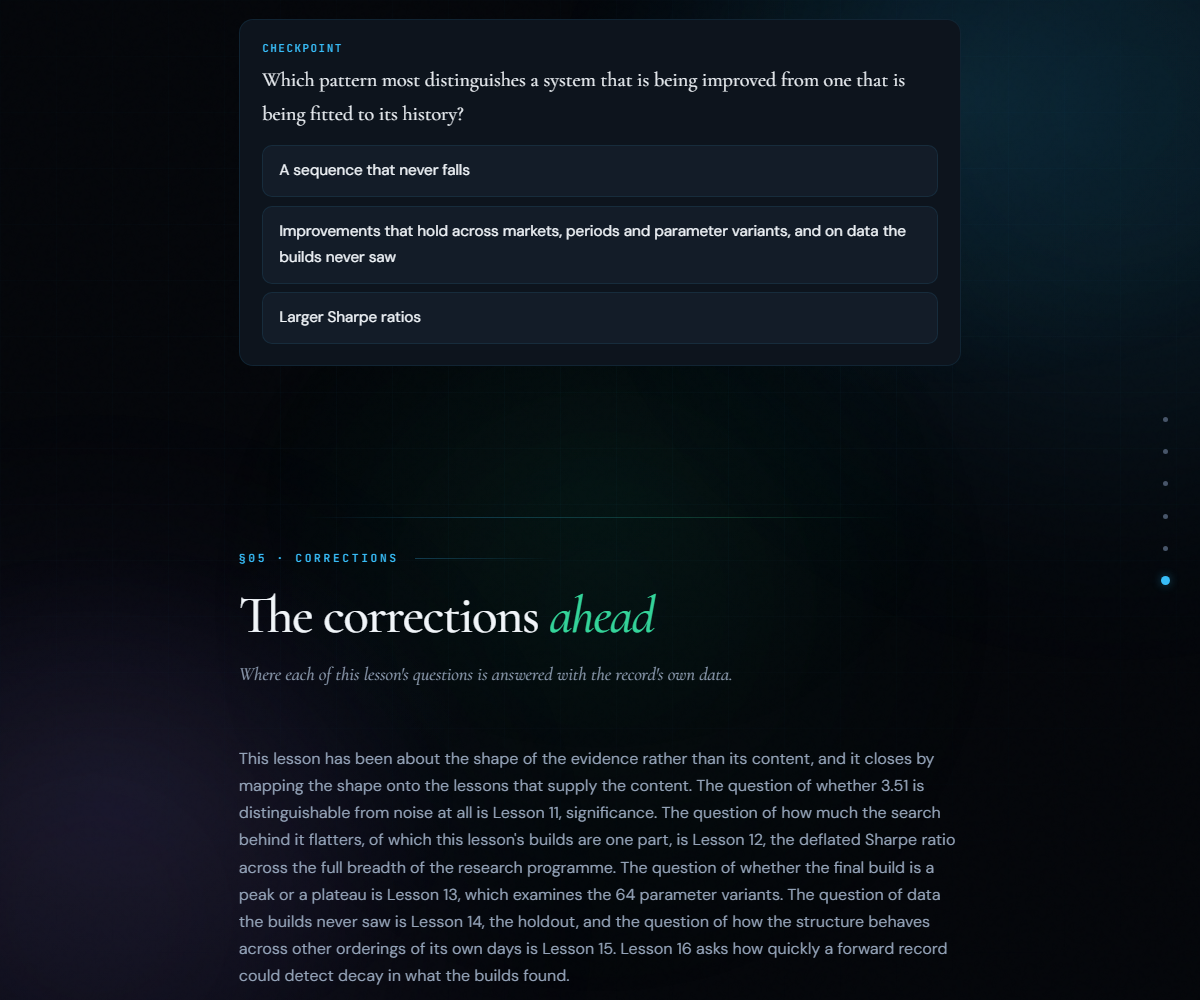 CHECKPOINT
Which pattern most distinguishes a system that is being improved from one that is
being fitted to its history?
A sequence that never falls
Improvements that hold across markets, periods and parameter variants, and on data the
builds never saw
Larger Sharpe ratios
§05 · CORRECTIONS
The corrections ahead
Where each of this lesson's questions is answered with the record's own data.
This lesson has been about the shape of the evidence rather than its content, and it closes by
mapping the shape onto the lessons that supply the content. The question of whether 3.51 is
distinguishable from noise at all is Lesson 11, significance. The question of how much the search
behind it flatters, of which this lesson's builds are one part, is Lesson 12, the deflated Sharpe ratio
across the full breadth of the research programme. The question of whether the final build is a
peak or a plateau is Lesson 13, which examines the 64 parameter variants. The question of data
the builds never saw is Lesson 14, the holdout, and the question of how the structure behaves
across other orderings of its own days is Lesson 15. Lesson 16 asks how quickly a forward record
could detect decay in what the builds found.